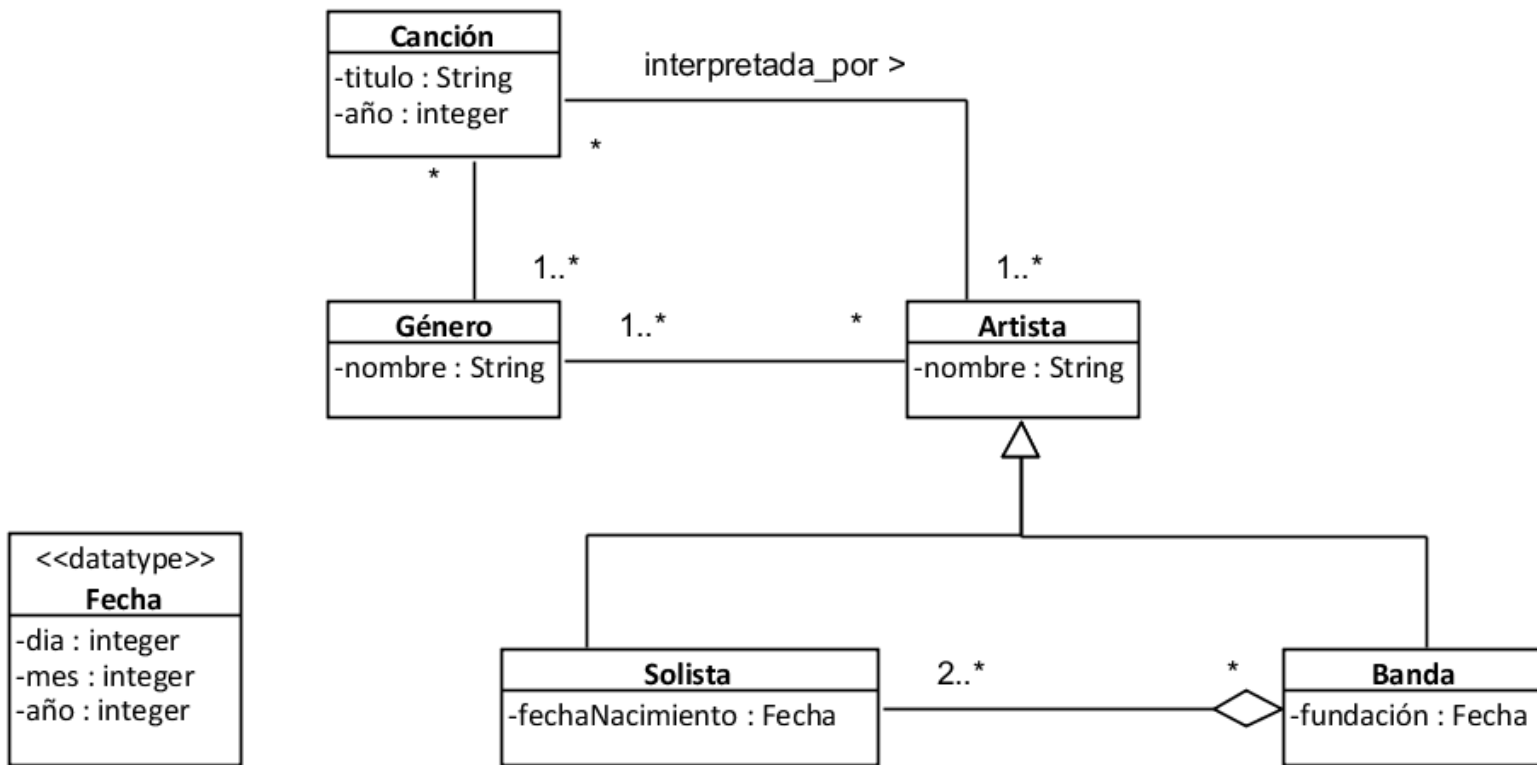 Canción
-titulo : String
-año : integer
interpretada_por >
*
*
1..*
1..*
Género
-nombre : String
1..*
*
Artista
-nombre : String
<<datatype>>
Fecha
-dia : integer
-mes : integer
-año : integer
Solista
-fechaNacimiento : Fecha
2..*
*
Banda
-fundación : Fecha